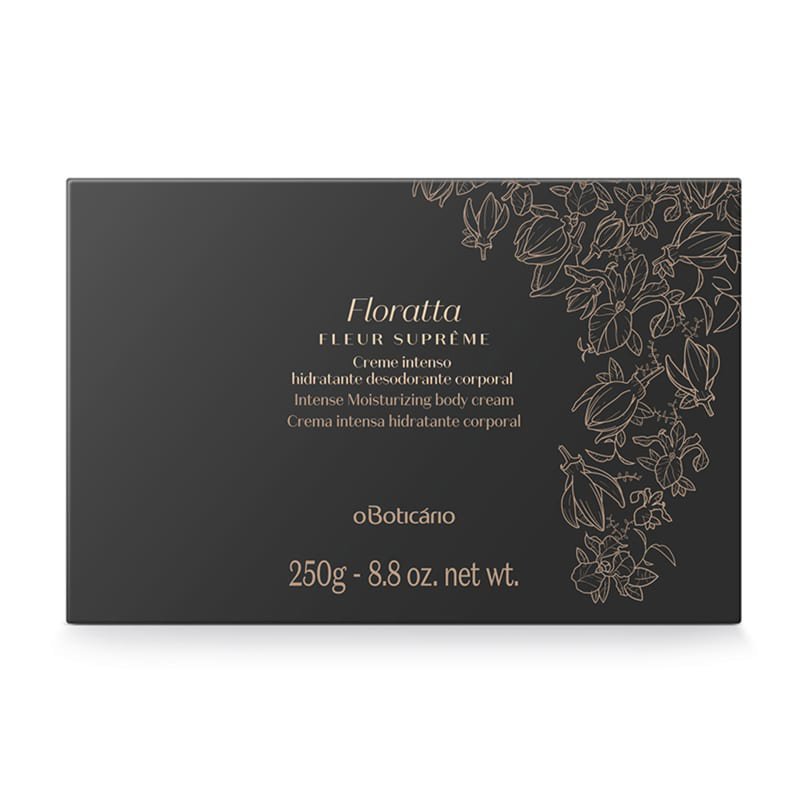 Floratta
FLEUR SUPRÊME
Creme intenso
hidratante desodorante corporal
Intense Moisturizing body cream
Crema intensa hidratante corporal
oBoticário
250g - 8.8 oz. net wt.